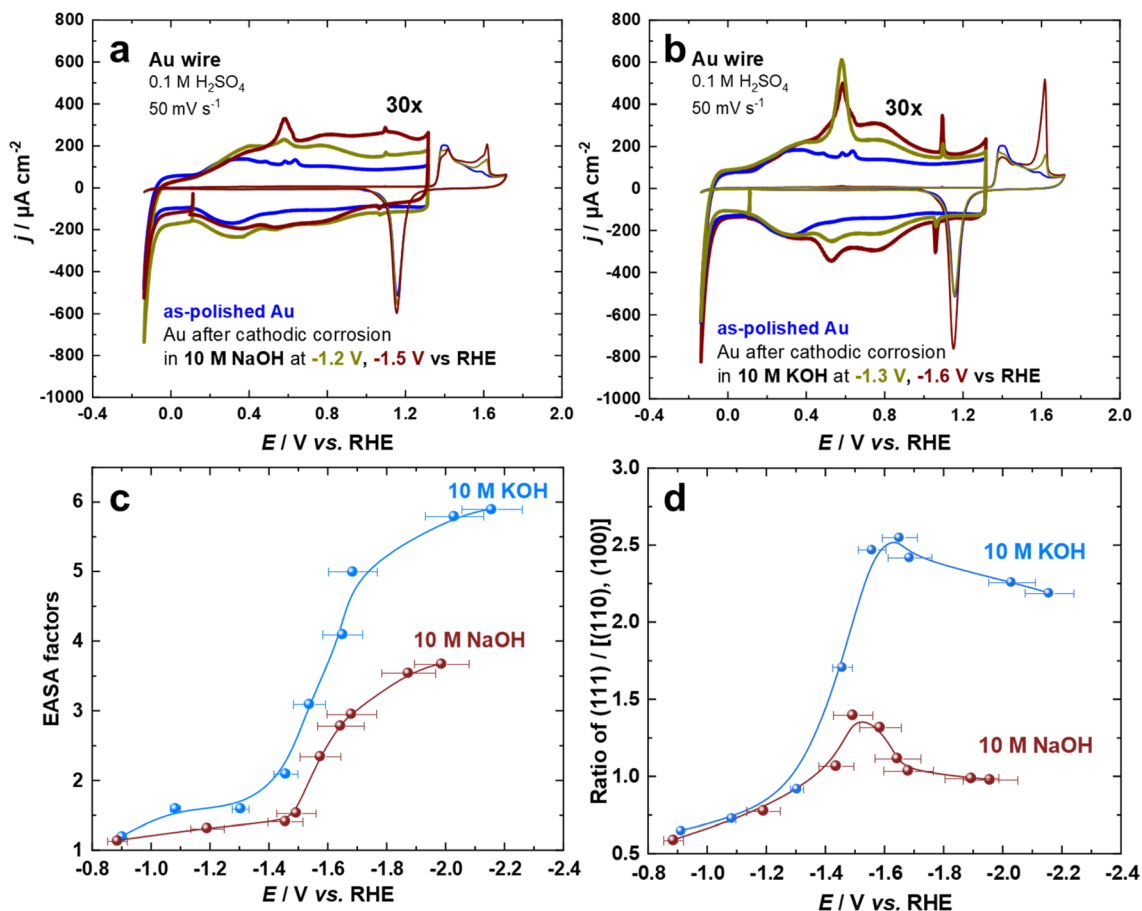 a
Au wire
0.1 M H₂SO₄
50 mV s⁻¹
30x
as-polished Au
Au after cathodic corrosion
in 10 M NaOH at -1.2 V, -1.5 V vs RHE
800
600
400
200
0
-200
-400
-600
-800
-1000
j / µA cm⁻²
-0.4 0.0 0.4 0.8 1.2 1.6 2.0
E / V vs. RHE
b
Au wire
0.1 M H₂SO₄
50 mV s⁻¹
30x
as-polished Au
Au after cathodic corrosion
in 10 M KOH at -1.3 V, -1.6 V vs RHE
800
600
400
200
0
-200
-400
-600
-800
-1000
j / µA cm⁻²
-0.4 0.0 0.4 0.8 1.2 1.6 2.0
E / V vs. RHE
c
10 M KOH
10 M NaOH
6
5
4
3
2
1
EASA factors
-0.8 -1.0 -1.2 -1.4 -1.6 -1.8 -2.0 -2.2 -2.4
E / V vs. RHE
d
10 M KOH
10 M NaOH
3.0
2.5
2.0
1.5
1.0
0.5
Ratio of (111) / [(110), (100)]
-0.8 -1.0 -1.2 -1.4 -1.6 -1.8 -2.0 -2.2 -2.4
E / V vs. RHE